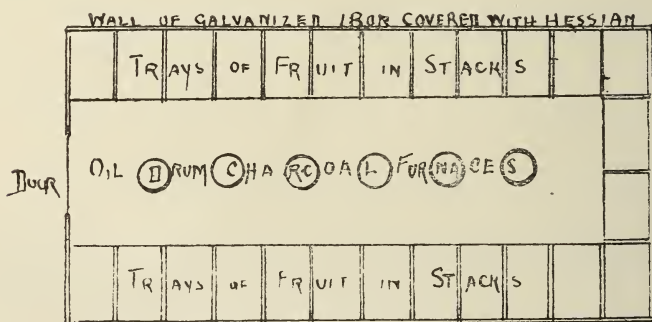 WALL OF GALVANIZED IRON COVERED WITH HESSIAN
TRAYS OF FRUIT IN STACKS
DOOR
OIL DRUM CHARCOAL FURNACES
TRAYS OF FRUIT IN STACKS